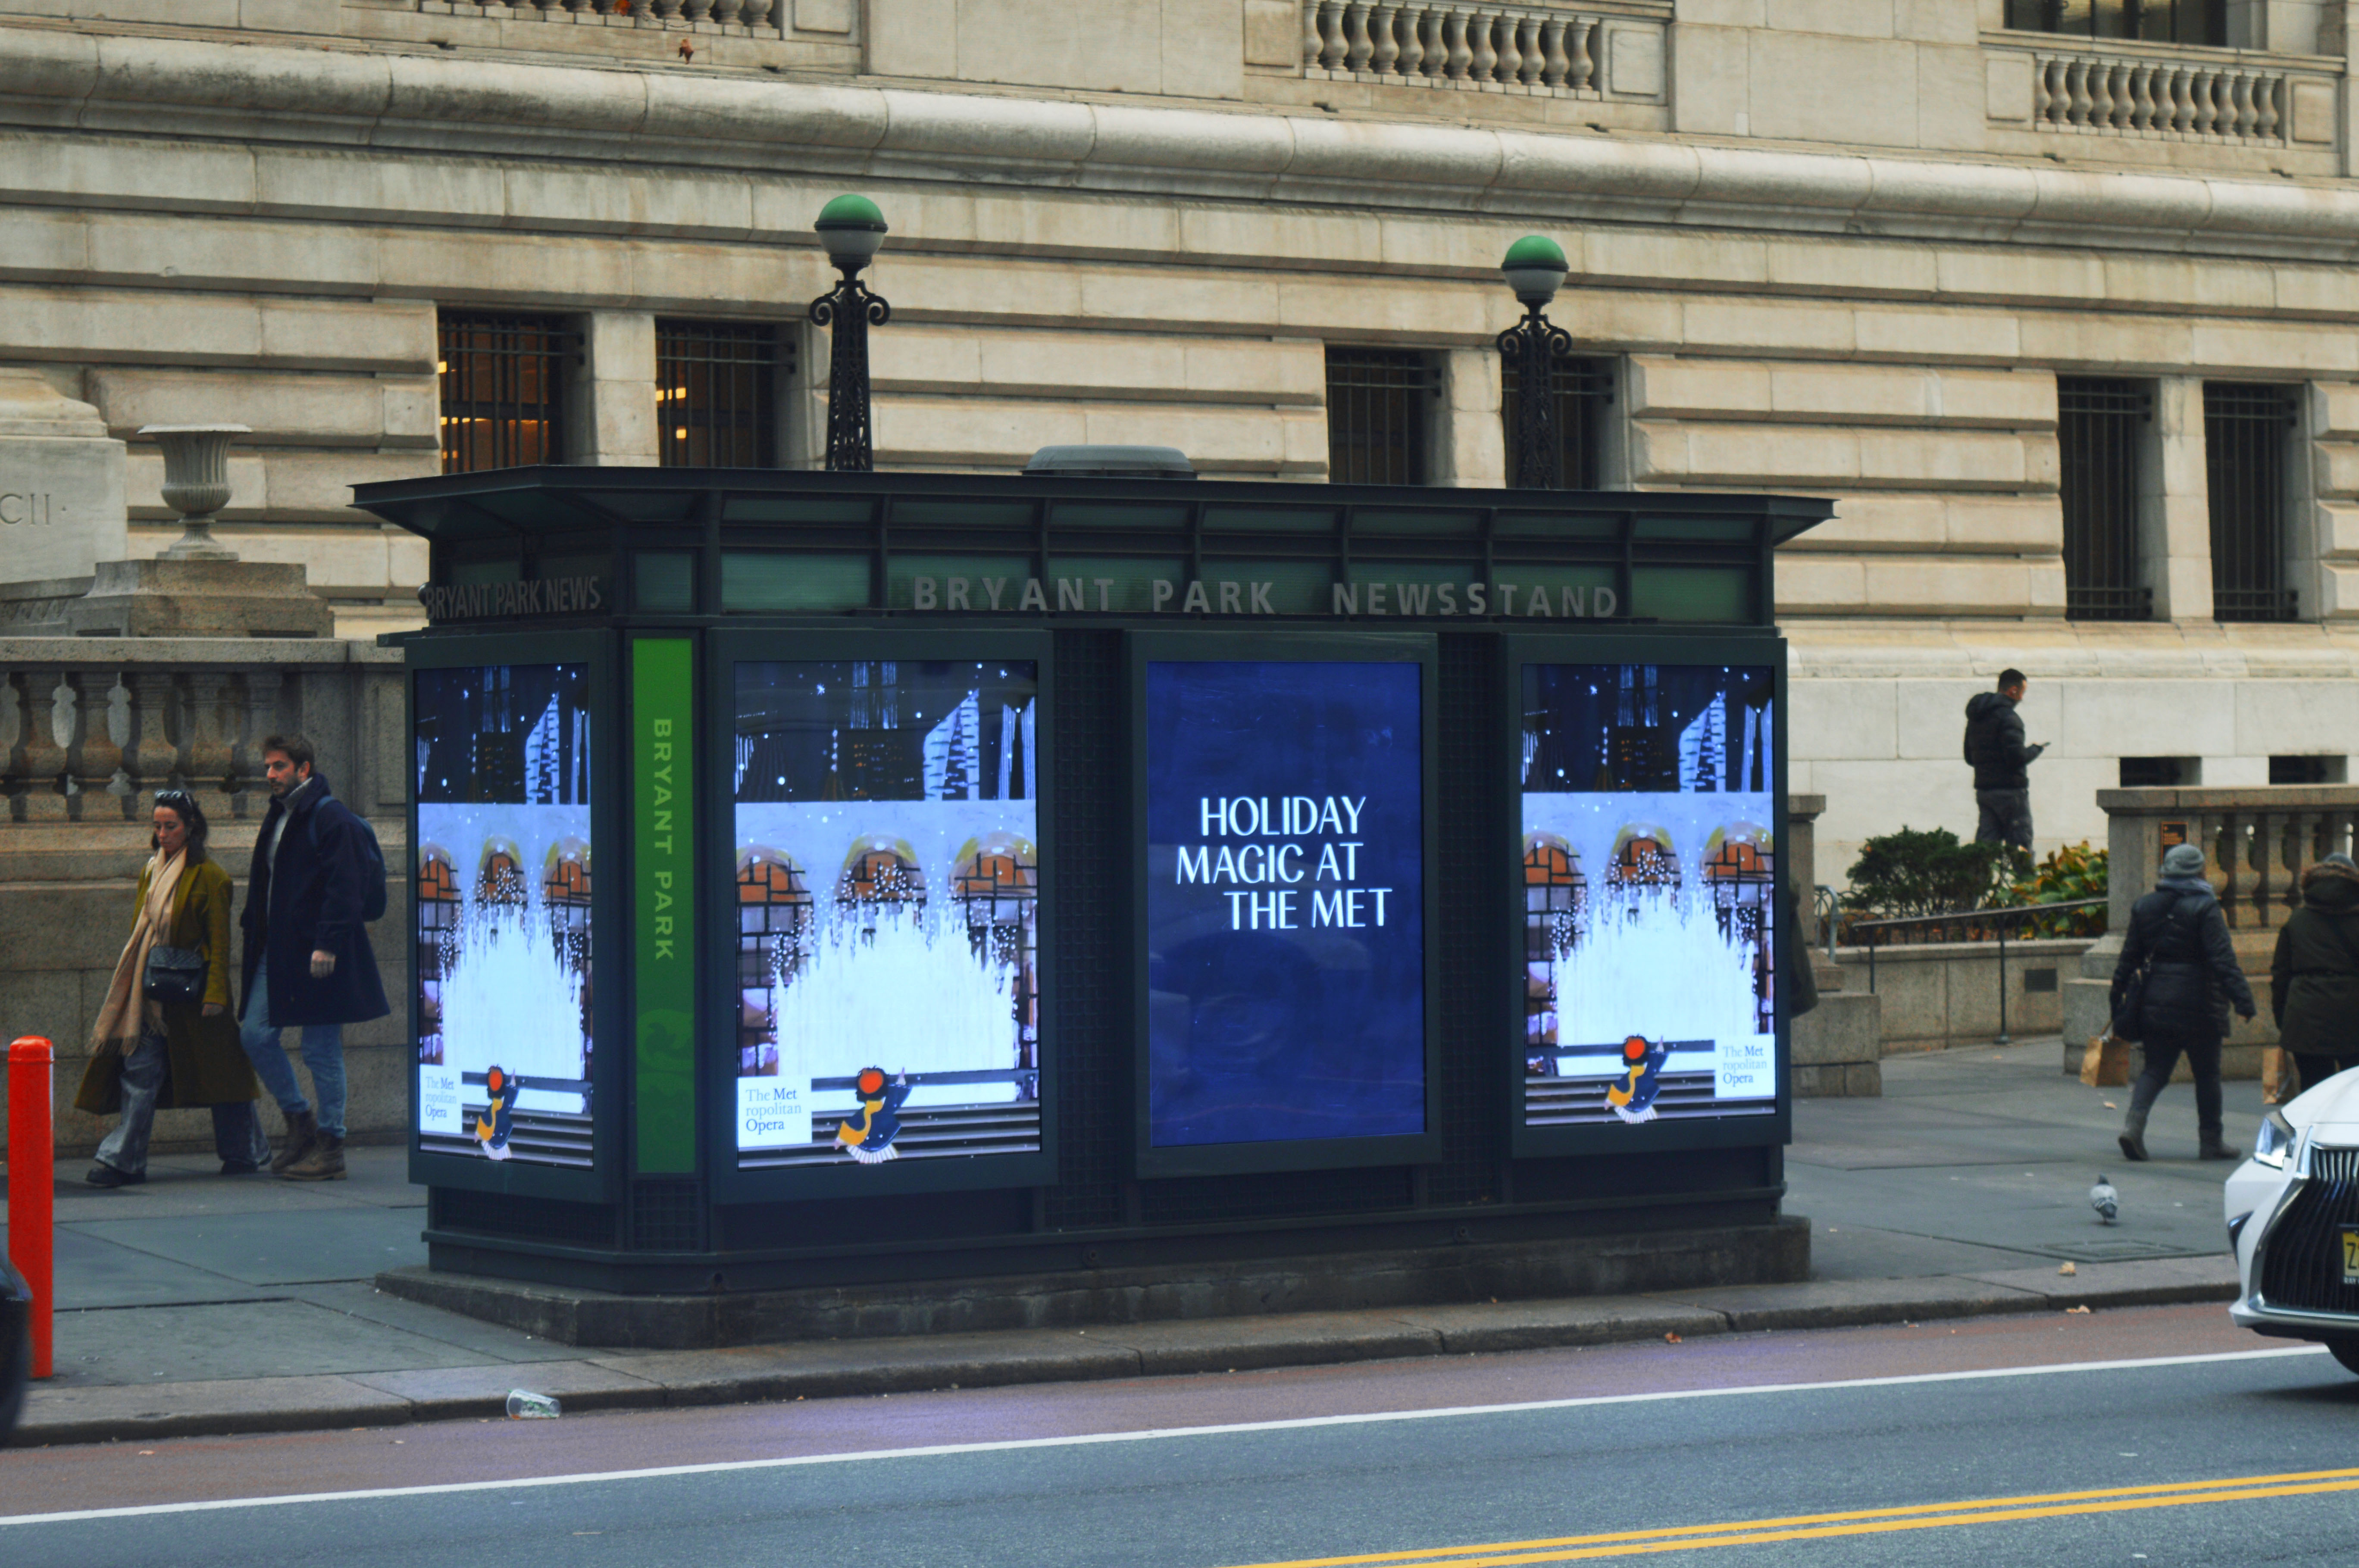 CII
BRYANT PARK NEWS
BRYANT PARK NEWSSTAND
BRYANT PARK
The Met
ropolitan
Opera
The Met
ropolitan
Opera
HOLIDAY
MAGIC AT
THE MET
The Met
ropolitan
Opera